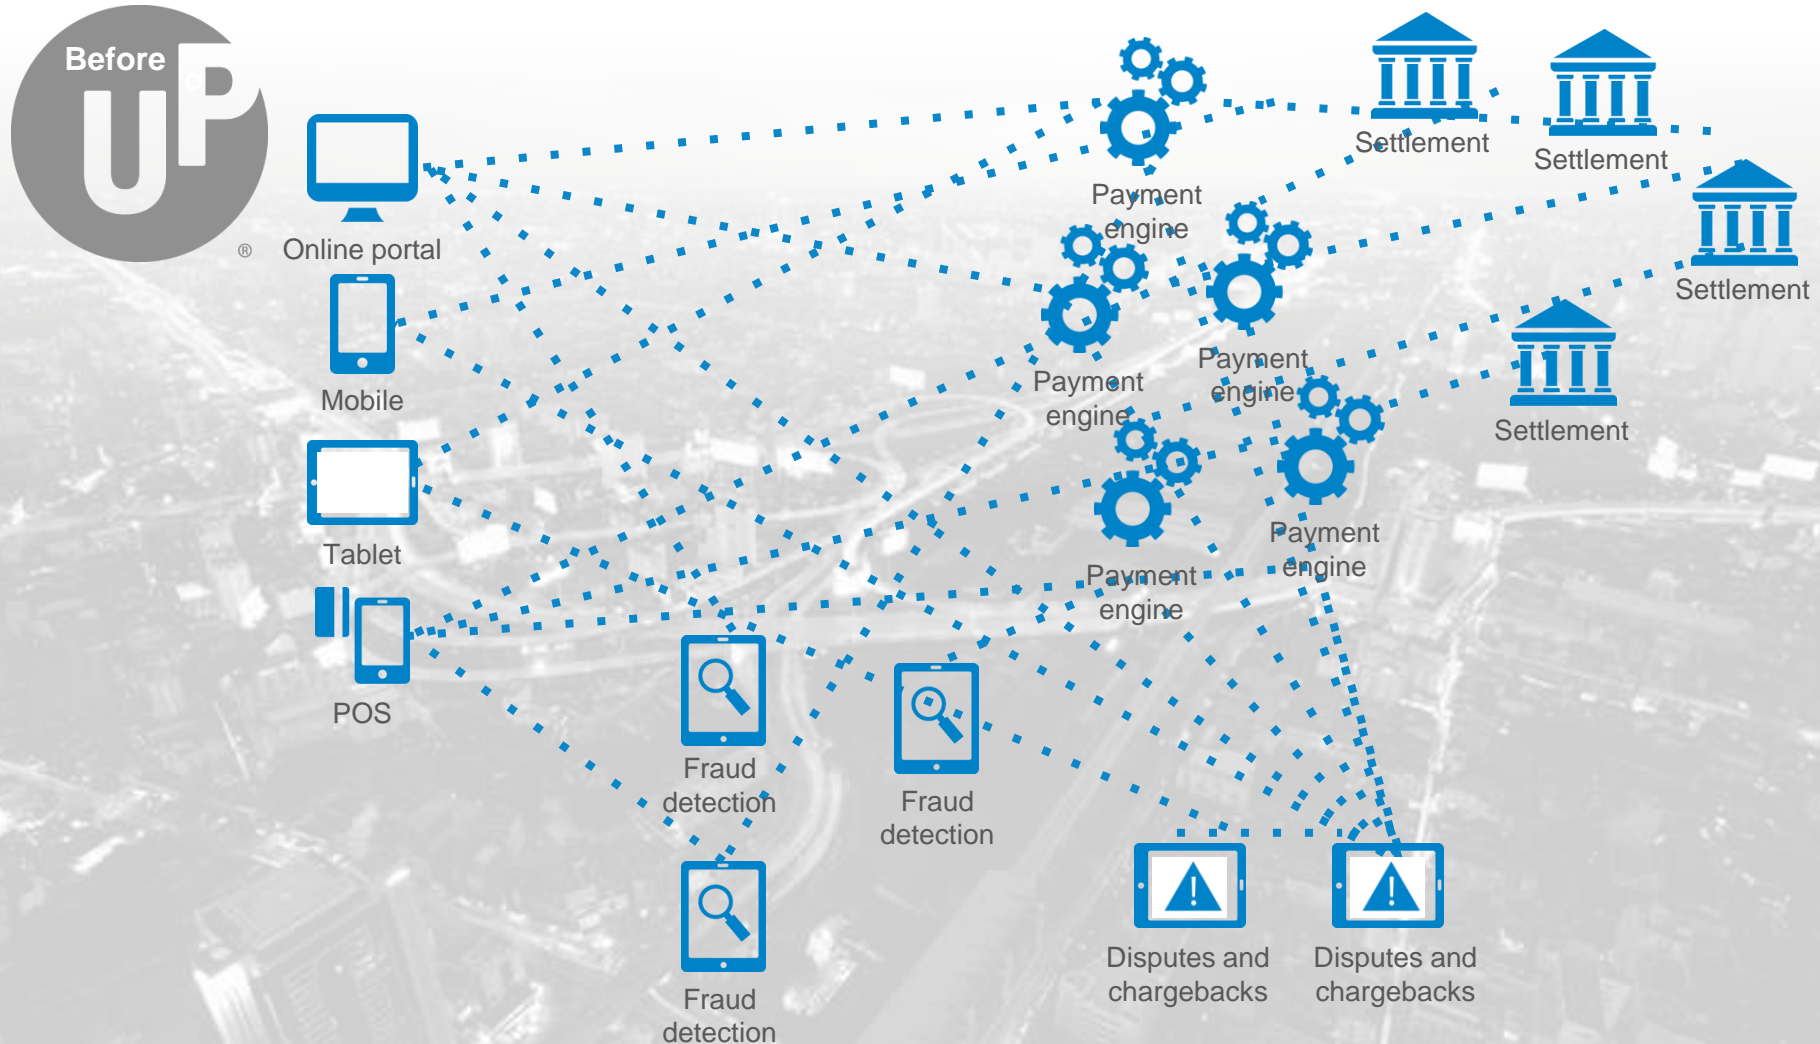 Before
UP
®
Online portal
Mobile
Tablet
POS
Payment
engine
Payment
engine
Payment
engine
Payment
engine
Payment
engine
Settlement
Settlement
Settlement
Settlement
Fraud
detection
Fraud
detection
Fraud
detection
Disputes and
chargebacks
Disputes and
chargebacks